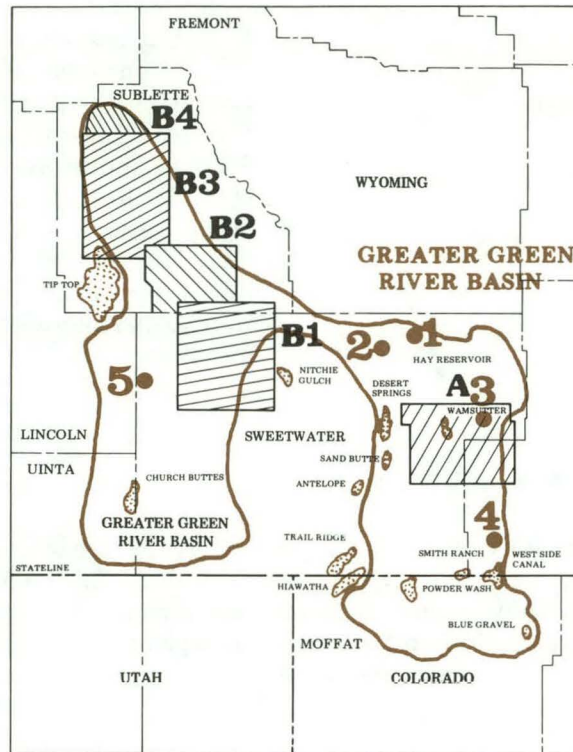 FREMONT
SUBLETTE
B4
B3
WYOMING
B2
GREATER GREEN
RIVER BASIN
TIP TOP
B1
1
2
HAY RESERVOIR
5
NITCHIE
GULCH
DESERT
SPRINGS
A
3
WAMSUTTER
LINCOLN
SWEETWATER
UINTA
SAND BUTTE
CHURCH BUTTES
ANTELOPE
GREATER GREEN
RIVER BASIN
4
TRAIL RIDGE
SMITH RANCH
WEST SIDE
CANAL
STATELINE
HIAWATHA
POWDER WASH
BLUE GRAVEL
MOFFAT
UTAH
COLORADO